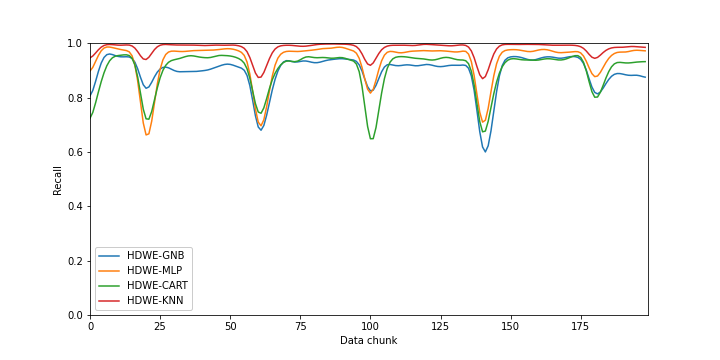 1.0
0.8
0.6
0.4
0.2
0.0
Recall
HDWE-GNB
HDWE-MLP
HDWE-CART
HDWE-KNN
0 25 50 75 100 125 150 175
Data chunk